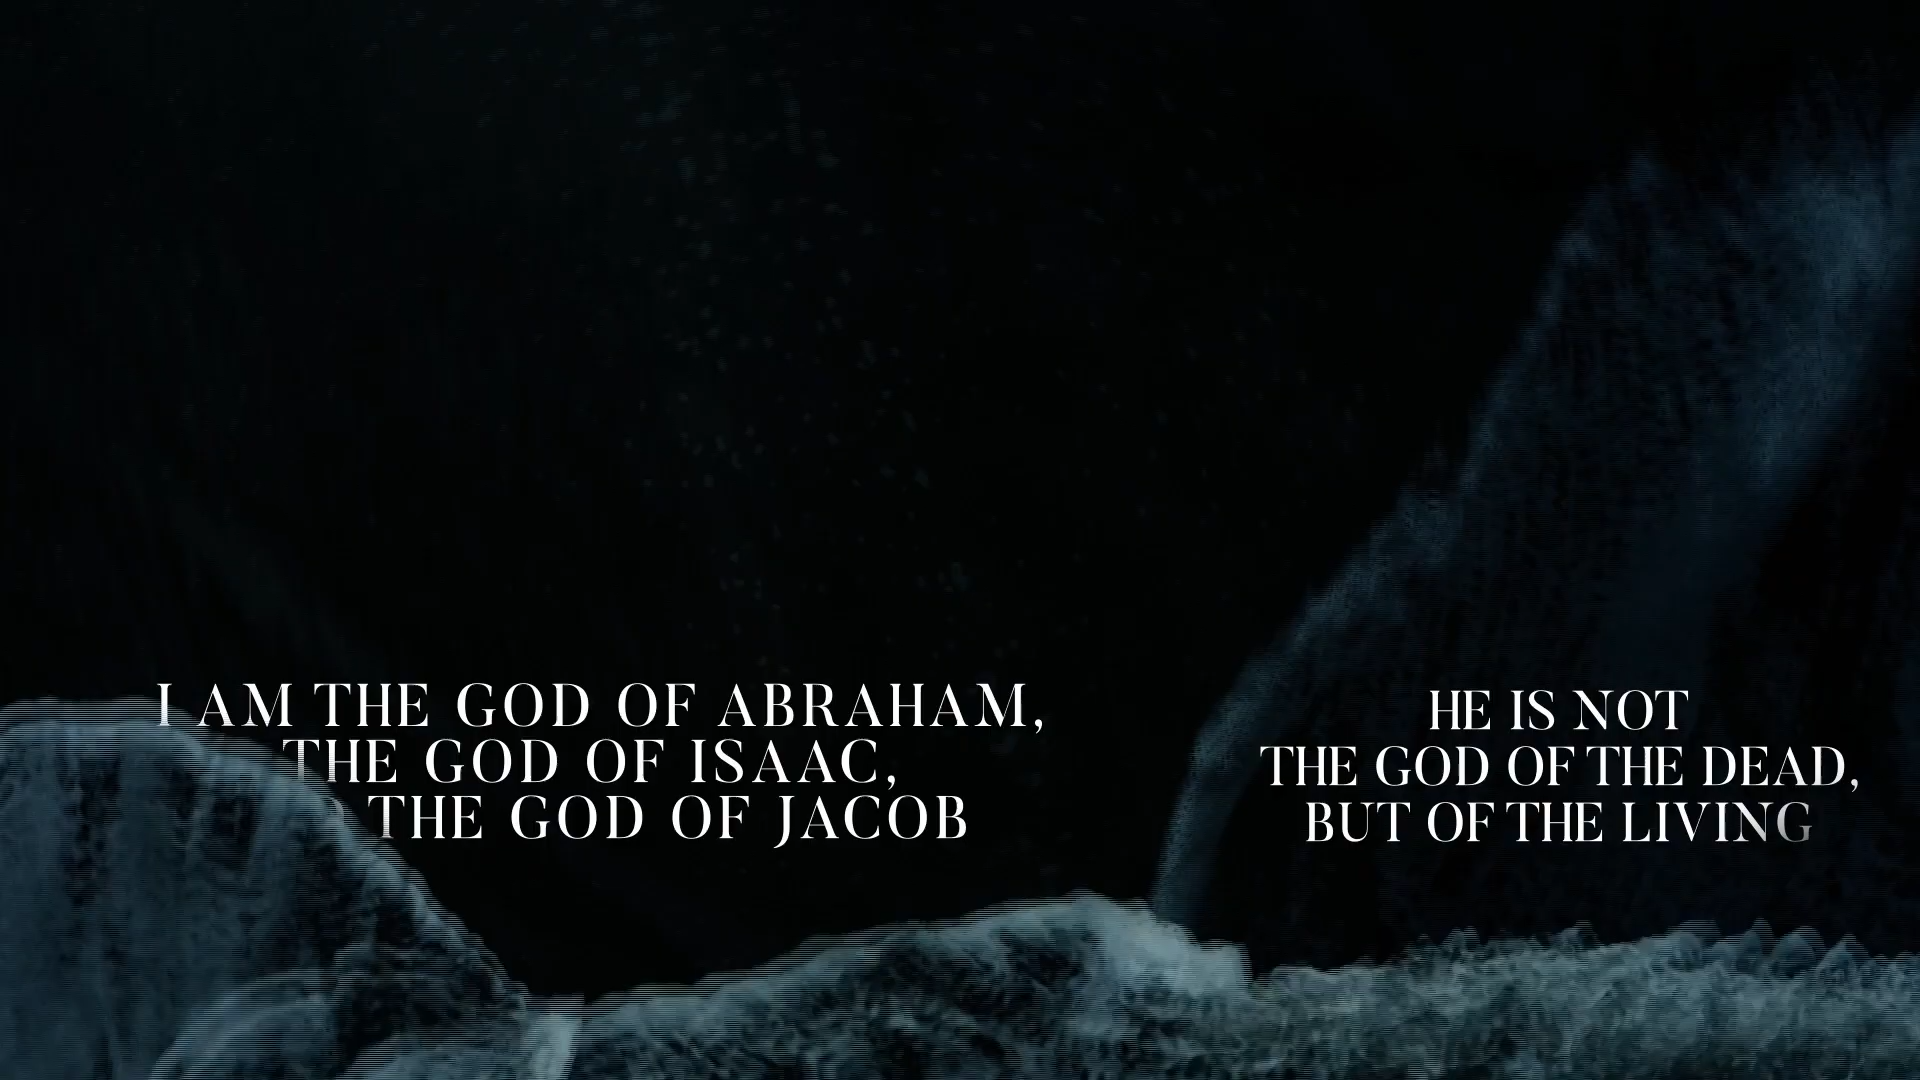 I AM THE GOD OF ABRAHAM,
THE GOD OF ISAAC,
THE GOD OF JACOB
HE IS NOT
THE GOD OF THE DEAD,
BUT OF THE LIVING